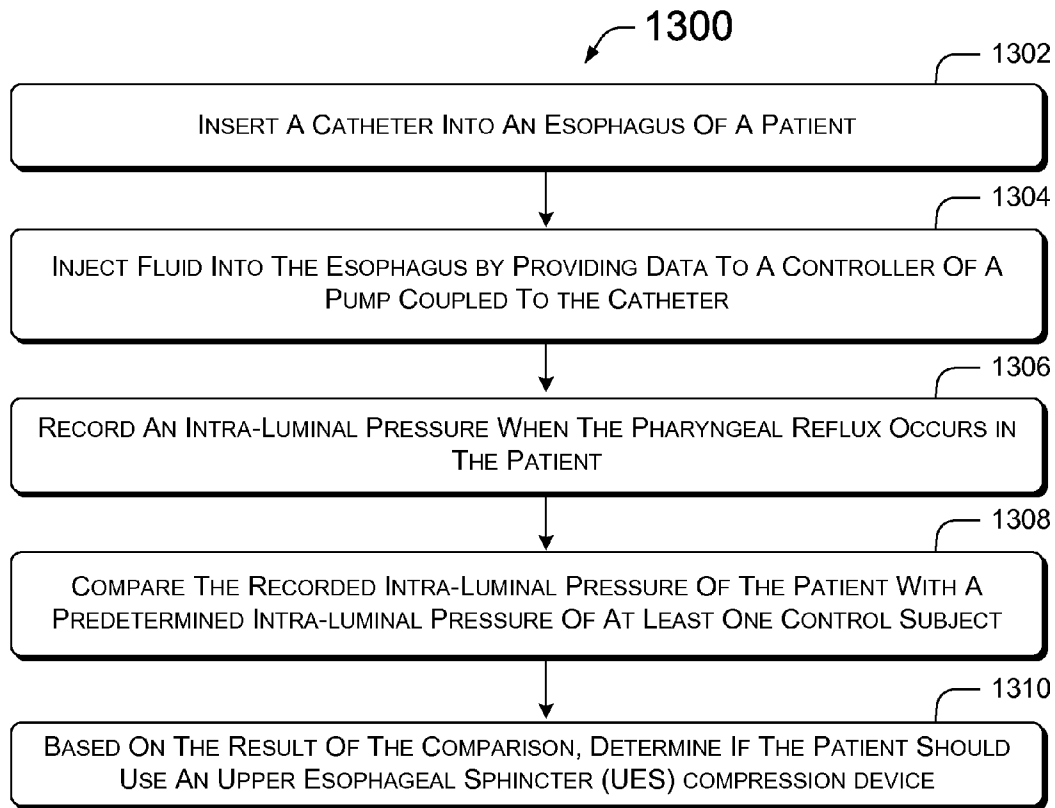 1300
1302
INSERT A CATHETER INTO AN ESOPHAGUS OF A PATIENT
1304
INJECT FLUID INTO THE ESOPHAGUS BY PROVIDING DATA TO A CONTROLLER OF A
PUMP COUPLED TO THE CATHETER
1306
RECORD AN INTRA-LUMINAL PRESSURE WHEN THE PHARYNGEAL REFLUX OCCURS IN
THE PATIENT
1308
COMPARE THE RECORDED INTRA-LUMINAL PRESSURE OF THE PATIENT WITH A
PREDETERMINED INTRA-LUMINAL PRESSURE OF AT LEAST ONE CONTROL SUBJECT
1310
BASED ON THE RESULT OF THE COMPARISON, DETERMINE IF THE PATIENT SHOULD
USE AN UPPER ESOPHAGEAL SPHINCTER (UES) COMPRESSION DEVICE